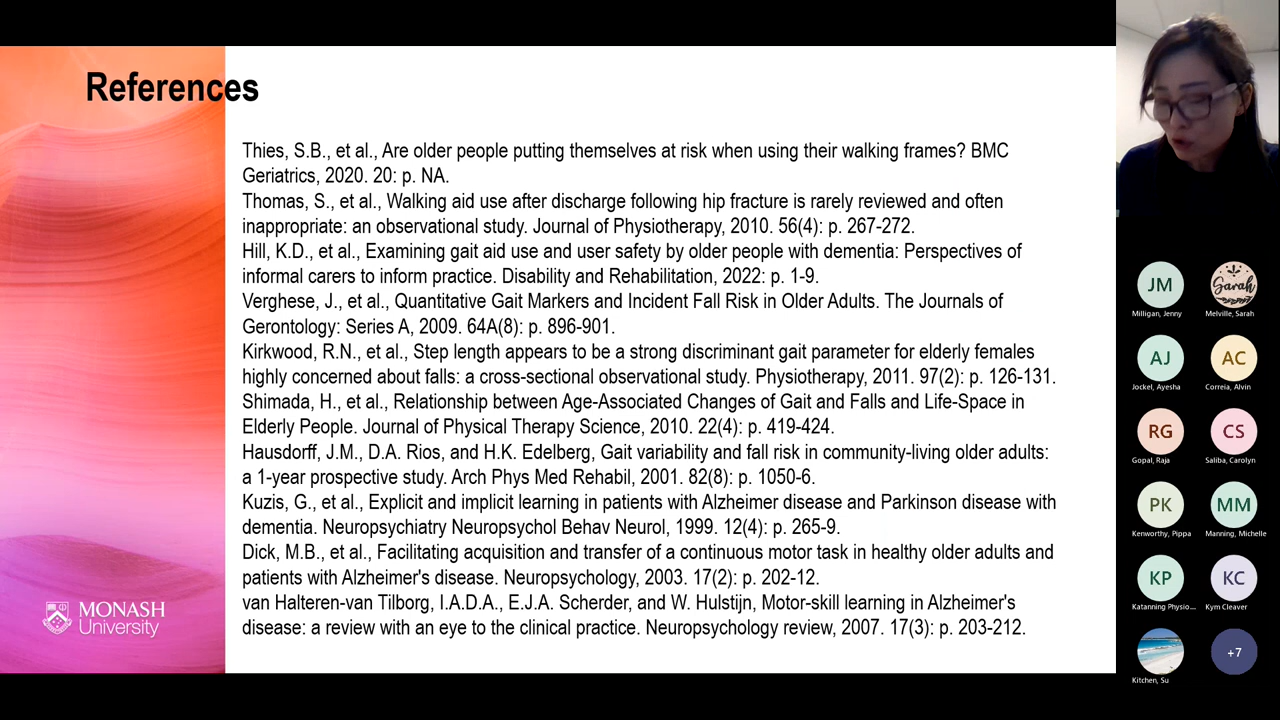 References
Thies, S.B., et al., Are older people putting themselves at risk when using their walking frames? BMC
Geriatrics, 2020. 20: p. NA.
Thomas, S., et al., Walking aid use after discharge following hip fracture is rarely reviewed and often
inappropriate: an observational study. Journal of Physiotherapy, 2010. 56(4): p. 267-272.
Hill, K.D., et al., Examining gait aid use and user safety by older people with dementia: Perspectives of
informal carers to inform practice. Disability and Rehabilitation, 2022: p. 1-9.
Verghese, J., et al., Quantitative Gait Markers and Incident Fall Risk in Older Adults. The Journals of
Gerontology: Series A, 2009. 64A(8): p. 896-901.
Kirkwood, R.N., et al., Step length appears to be a strong discriminant gait parameter for elderly females
highly concerned about falls: a cross-sectional observational study. Physiotherapy, 2011. 97(2): p. 126-131.
Shimada, H., et al., Relationship between Age-Associated Changes of Gait and Falls and Life-Space in
Elderly People. Journal of Physical Therapy Science, 2010. 22(4): p. 419-424.
Hausdorff, J.M., D.A. Rios, and H.K. Edelberg, Gait variability and fall risk in community-living older adults:
a 1-year prospective study. Arch Phys Med Rehabil, 2001. 82(8): p. 1050-6.
Kuzis, G., et al., Explicit and implicit learning in patients with Alzheimer disease and Parkinson disease with
dementia. Neuropsychiatry Neuropsychol Behav Neurol, 1999. 12(4): p. 265-9.
Dick, M.B., et al., Facilitating acquisition and transfer of a continuous motor task in healthy older adults and
patients with Alzheimer's disease. Neuropsychology, 2003. 17(2): p. 202-12.
van Halteren-van Tilborg, I.A.D.A., E.J.A. Scherder, and W. Hulstijn, Motor-skill learning in Alzheimer's
disease: a review with an eye to the clinical practice. Neuropsychology review, 2007. 17(3): p. 203-212.
MONASH
University
JM
Sarah
Milligan, Jenny
Melville, Sarah
AJ
AC
Jockel, Ayesha
Correia, Alvin
RG
CS
Gopal, Raja
Saliba, Carolyn
PK
MM
Kenworthy, Pippa
Manning, Michelle
KP
KC
Katanning Physio...
Kym Cleaver
+7
Kitchen, Su